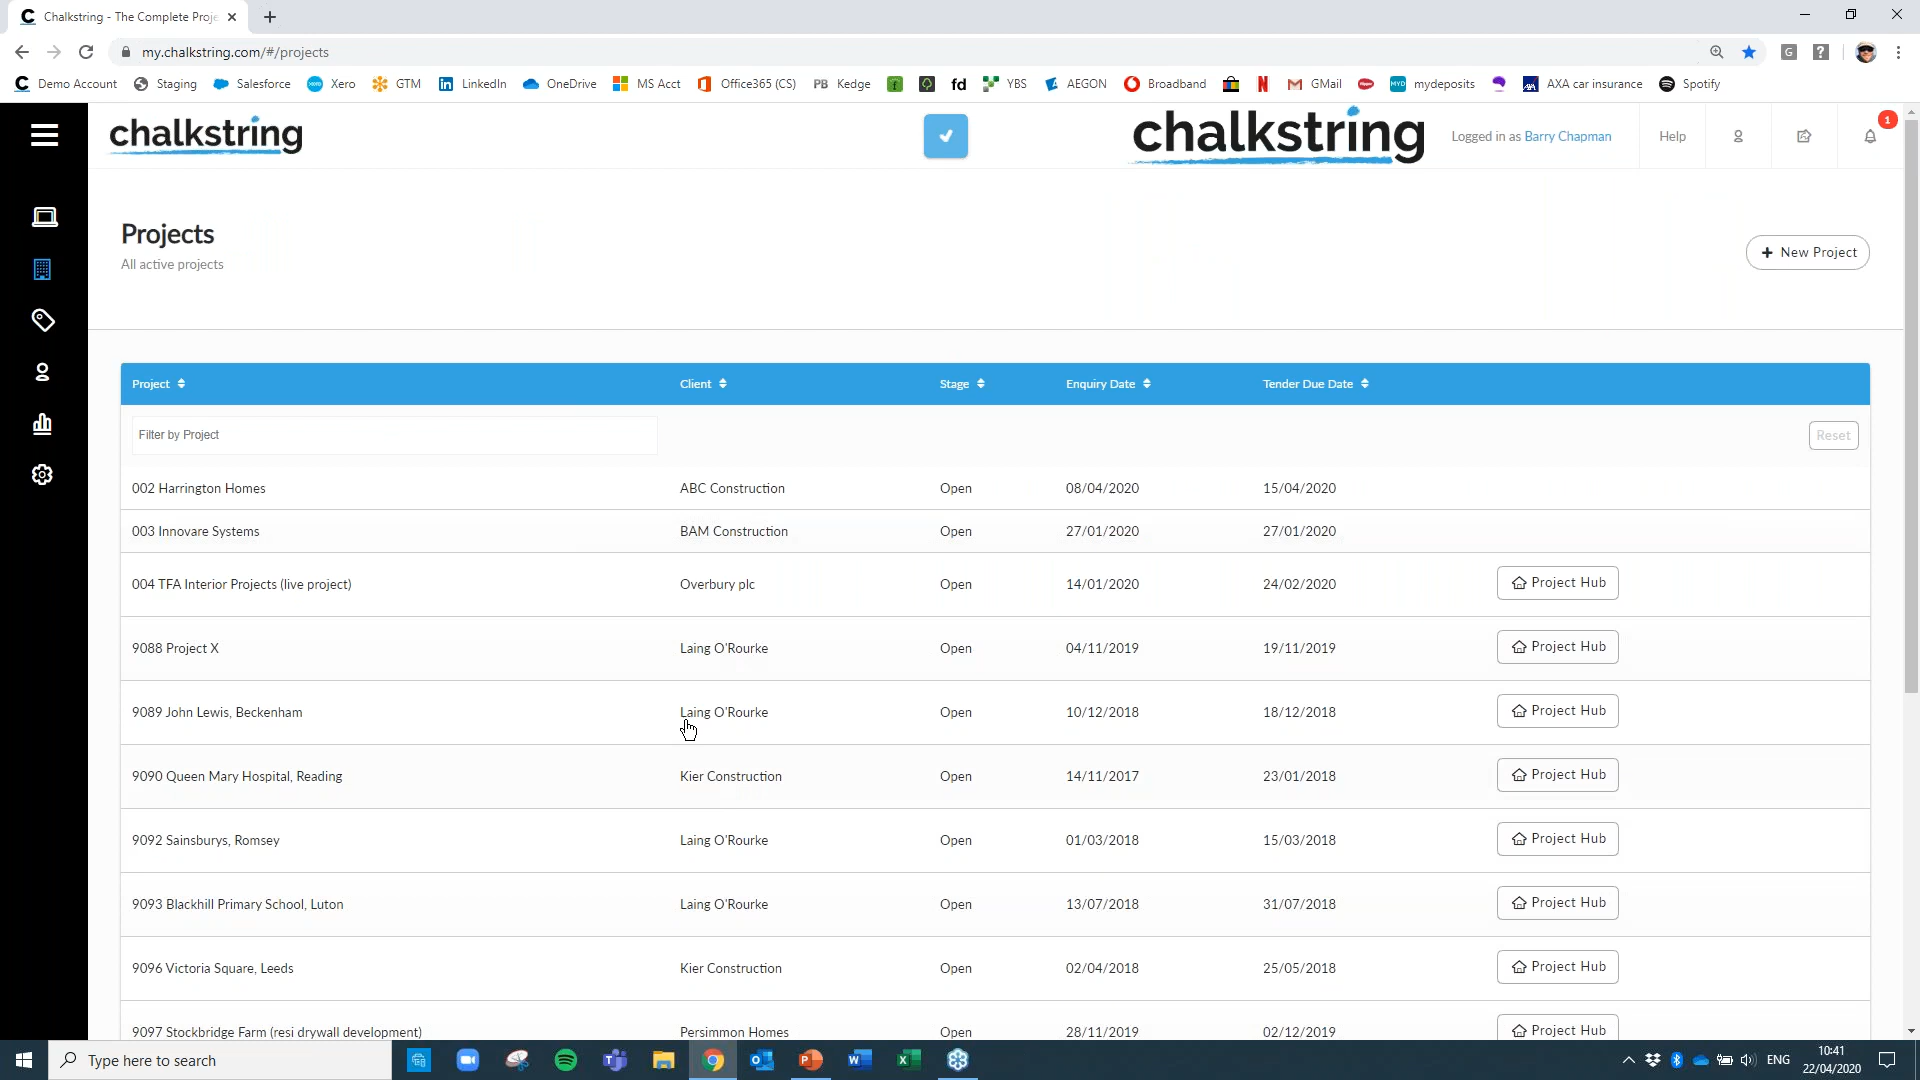 Chalkstring - The Complete Proje
my.chalkstring.com/#/projects
Demo Account Staging Salesforce Xero GTM LinkedIn OneDrive MS Acct Office365 (CS) PB Kedge fd YBS AEGON Broadband GMail mydeposits AXA car insurance Spotify
chalkstring chalkstring Logged in as Barry Chapman Help 1
Projects
All active projects
+ New Project
Project Client Stage Enquiry Date Tender Due Date
Filter by Project Reset
002 Harrington Homes ABC Construction Open 08/04/2020 15/04/2020
003 Innovare Systems BAM Construction Open 27/01/2020 27/01/2020
004 TFA Interior Projects (live project) Overbury plc Open 14/01/2020 24/02/2020 Project Hub
9088 Project X Laing O'Rourke Open 04/11/2019 19/11/2019 Project Hub
9089 John Lewis, Beckenham Laing O'Rourke Open 10/12/2018 18/12/2018 Project Hub
9090 Queen Mary Hospital, Reading Kier Construction Open 14/11/2017 23/01/2018 Project Hub
9092 Sainsburys, Romsey Laing O'Rourke Open 01/03/2018 15/03/2018 Project Hub
9093 Blackhill Primary School, Luton Laing O'Rourke Open 13/07/2018 31/07/2018 Project Hub
9096 Victoria Square, Leeds Kier Construction Open 02/04/2018 25/05/2018 Project Hub
9097 Stockbridge Farm (resi drywall development) Persimmon Homes Open 28/11/2019 02/12/2019 Project Hub
Type here to search ENG 10:41
22/04/2020